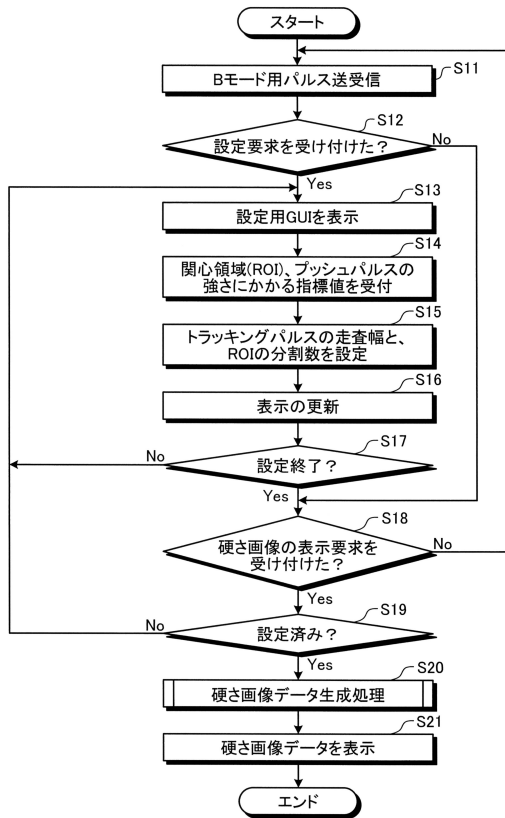 スタート
S11
Bモード用パルス送受信
S12
設定要求を受け付けた？
No
Yes
S13
設定用GUIを表示
S14
関心領域(ROI)、プッシュパルスの
強さにかかる指標値を受付
S15
トラッキングパルスの走査幅と、
ROIの分割数を設定
S16
表示の更新
S17
No
設定終了？
Yes
S18
硬さ画像の表示要求を
受け付けた？
No
Yes
S19
No
設定済み？
Yes
S20
硬さ画像データ生成処理
S21
硬さ画像データを表示
エンド